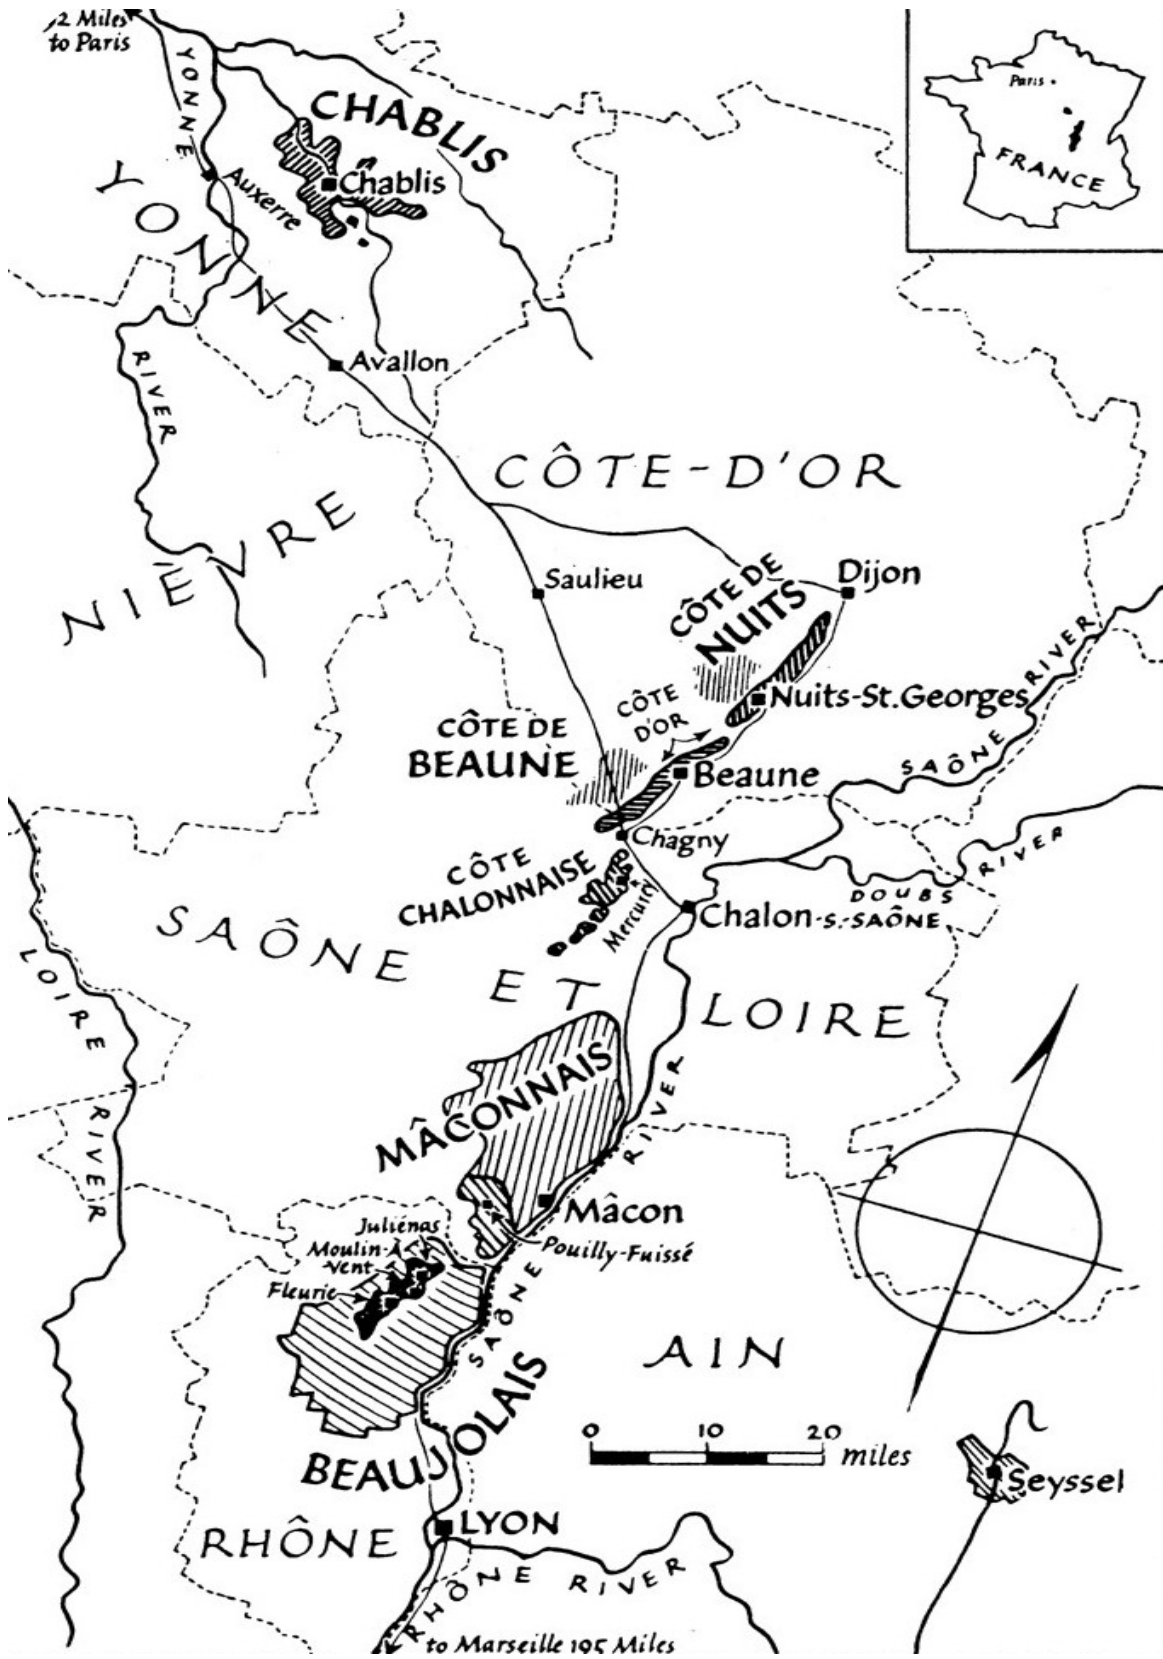 2 Miles
to Paris
YONNE
CHABLIS
Chablis
Auxerre
YONNE
RIVER
Avallon
Paris
FRANCE
CÔTE-D'OR
NIÈVRE
Saulieu
Dijon
CÔTE DE
NUITS
Nuits-St.Georges
CÔTE
D'OR
CÔTE DE
BEAUNE
Beaune
SAÔNE RIVER
Chagny
CÔTE
CHALONNAISE
Mercurey
DOUBS RIVER
Chalon-S.-SAÔNE
SAÔNE ET LOIRE
LOIRE RIVER
MÂCONNAIS
RIVER
Mâcon
Pouilly-Fuissé
Juliénas
Moulin-À-
Vent
Fleurie
SAÔNE
AIN
BEAUJOLAIS
0 10 20
miles
Seyssel
LYON
RHÔNE
RHÔNE RIVER
to Marseille 195 Miles